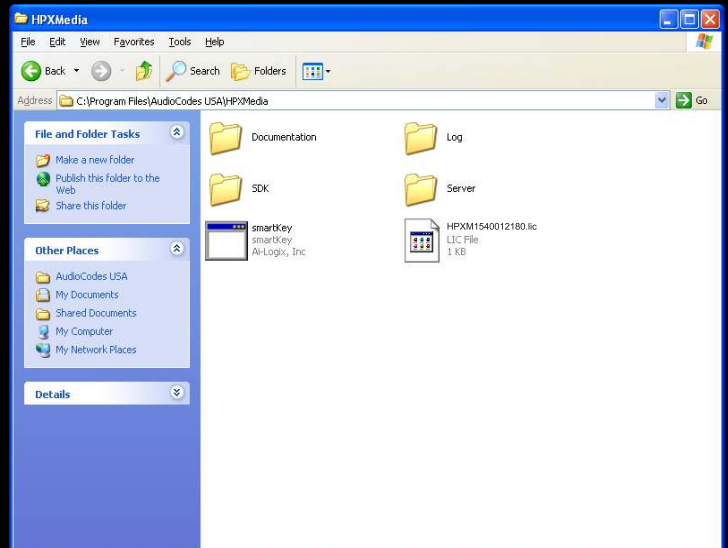 HPXMedia
File Edit View Favorites Tools Help
Back Search Folders
Address C:\Program Files\AudioCodes USA\HPXMedia Go
File and Folder Tasks
Make a new folder
Publish this folder to the
Web
Share this folder
Other Places
AudioCodes USA
My Documents
Shared Documents
My Computer
My Network Places
Details
Documentation
Log
SDK
Server
smartKey
smartKey
Ai-Logix, Inc
HPXM1540012180.lic
LIC File
1 KB